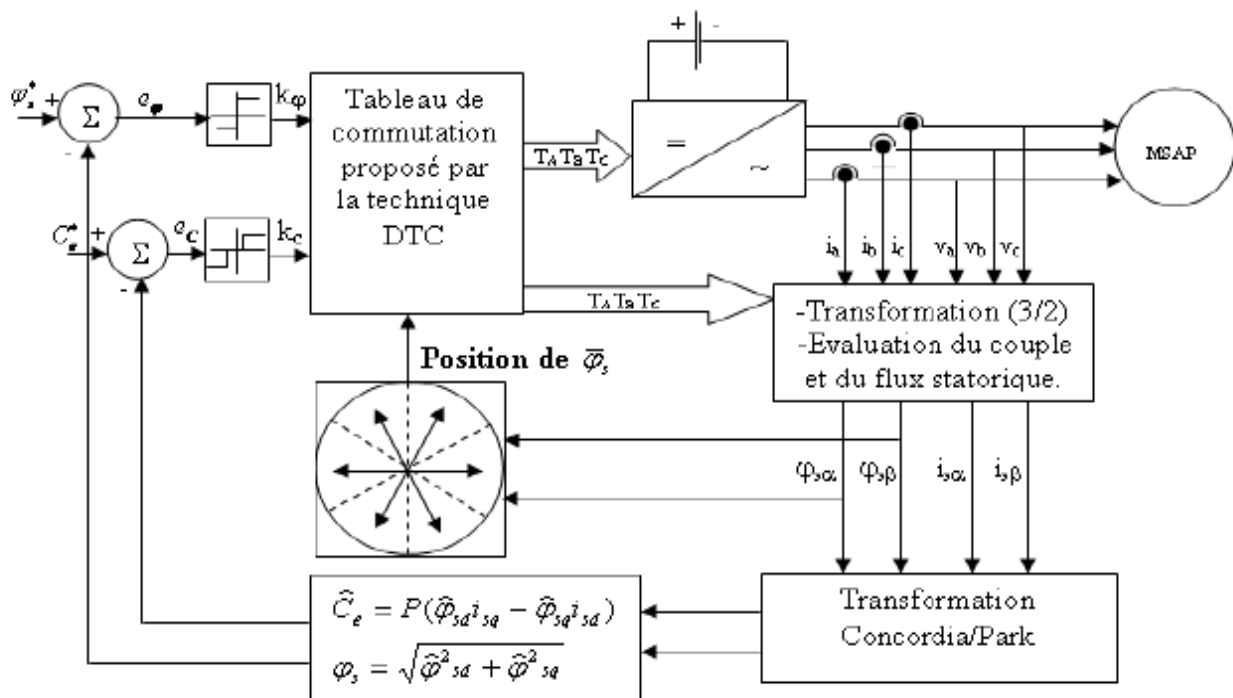 + -
φ*s + Σ - eφ kφ
Tableau de
commutation
proposé par
la technique
DTC
TA TB TC
= ~
MSAP
C*e + Σ - eC kC
ia ib ic va vb vc
TA TB TC
-Transformation (3/2)
-Evaluation du couple
et du flux statorique.
Position de φ̄s
φsα φsβ isα isβ
Ĉe = P(φ̂sd isq − φ̂sq isd)
φs = √(φ̂²sd + φ̂²sq)
Transformation
Concordia/Park